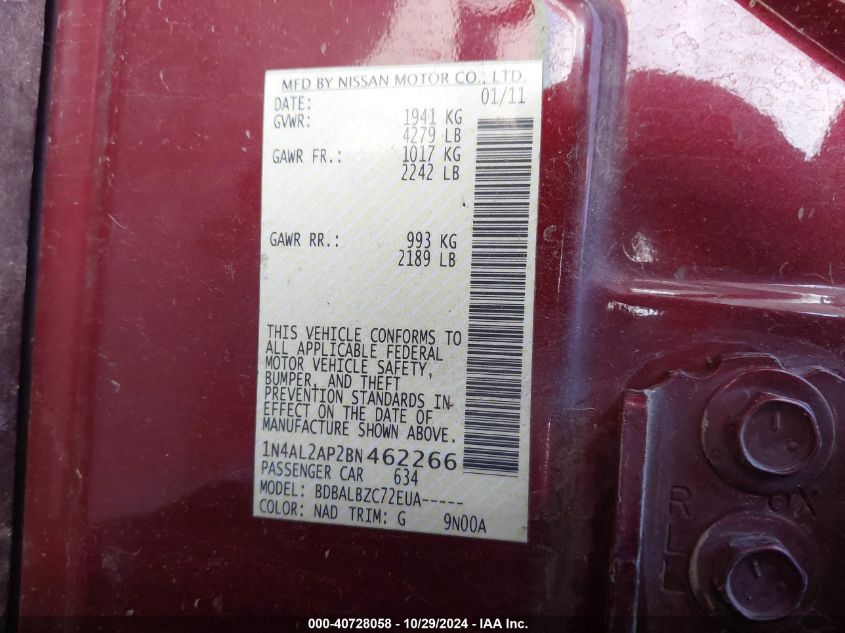 MFD BY NISSAN MOTOR CO., LTD.
DATE: 01/11
GVWR: 1941 KG
4279 LB
GAWR FR.: 1017 KG
2242 LB
GAWR RR.: 993 KG
2189 LB
THIS VEHICLE CONFORMS TO
ALL APPLICABLE FEDERAL
MOTOR VEHICLE SAFETY,
BUMPER, AND THEFT
PREVENTION STANDARDS IN
EFFECT ON THE DATE OF
MANUFACTURE SHOWN ABOVE.
1N4AL2AP2BN462266
PASSENGER CAR 634
MODEL: BDBALBZC72EUA-----
COLOR: NAD TRIM: G 9N00A
000-40728058 - 10/29/2024 - IAA Inc.